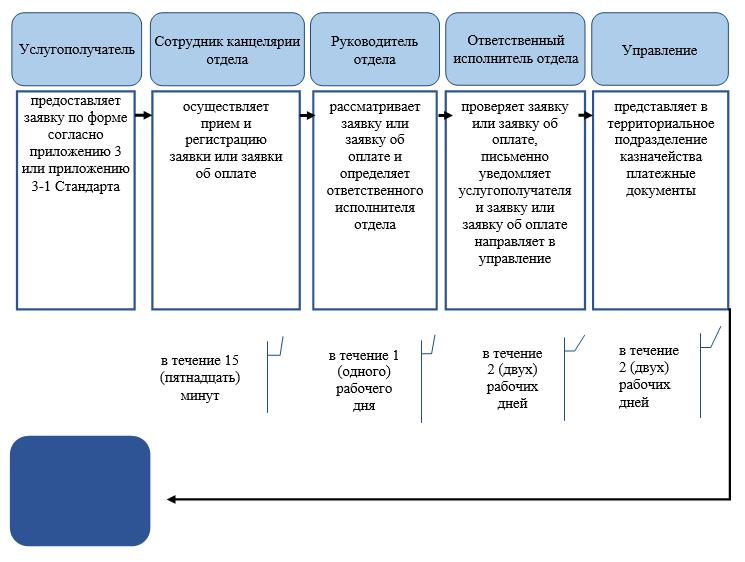 Услугополучатель
Сотрудник канцелярии
отдела
Руководитель
отдела
Ответственный
исполнитель отдела
Управление
предоставляет
заявку по форме
согласно
приложению 3
или приложению
3-1 Стандарта
осуществляет
прием и
регистрацию
заявки или заявки
об оплате
рассматривает
заявку или
заявку об
оплате и
определяет
ответственного
исполнителя
отдела
проверяет заявку
или заявку об
оплате,
письменно
уведомляет
услугополучателя
и заявку или
заявку об оплате
направляет в
управление
представляет в
территориальное
подразделение
казначейства
платежные
документы
в течение 15
(пятнадцать)
минут
в течение 1
(одного)
рабочего
дня
в течение
2 (двух)
рабочих
дней
в течение
2 (двух)
рабочих
дней